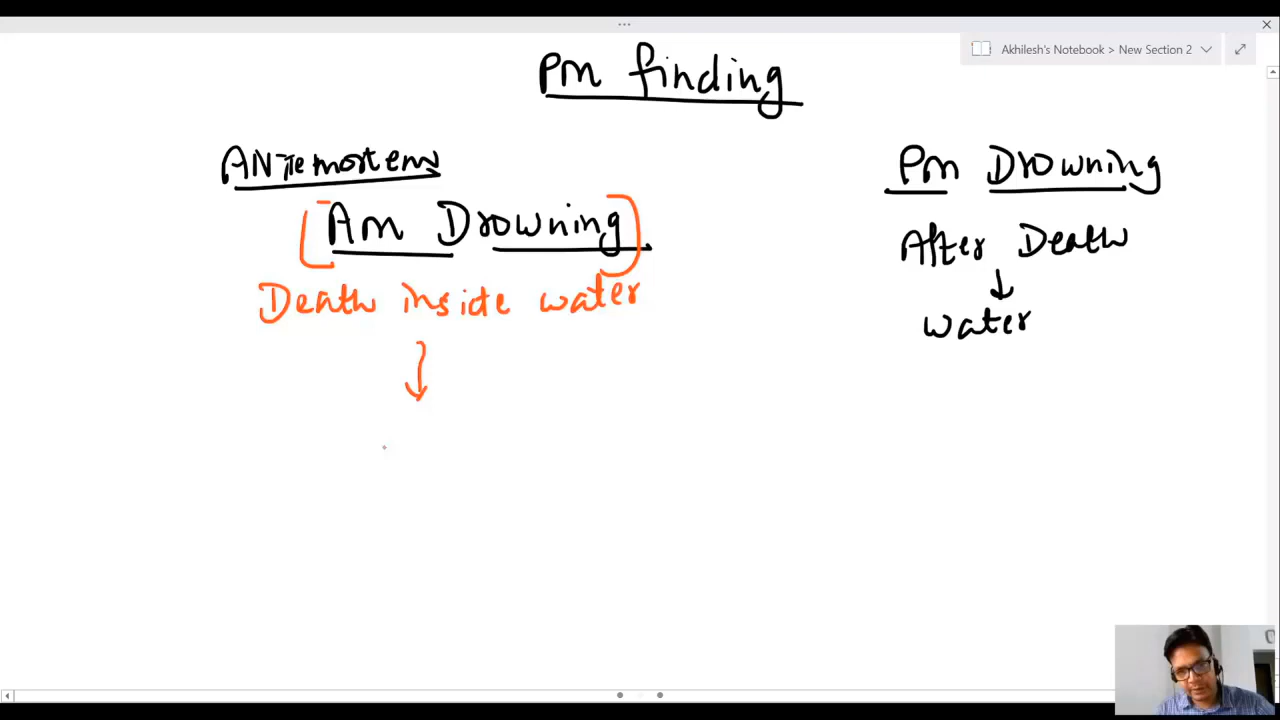 Akhilesh's Notebook > New Section 2
Pm finding
ANTemortem
Am Drowning
Death inside water
Pm Drowning
After Death
water